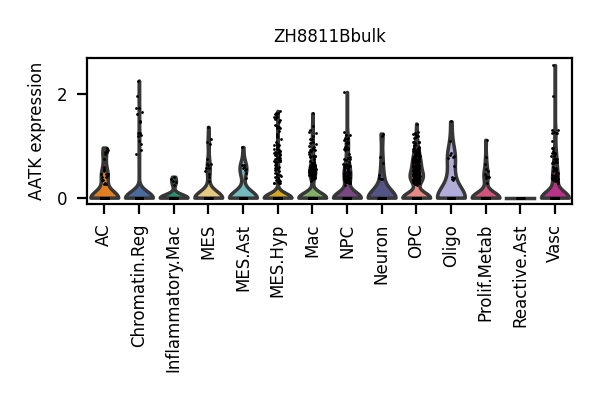 ZH8811Bbulk
AATK expression
2
0
AC
Chromatin.Reg
Inflammatory.Mac
MES
MES.Ast
MES.Hyp
Mac
NPC
Neuron
OPC
Oligo
Prolif.Metab
Reactive.Ast
Vasc